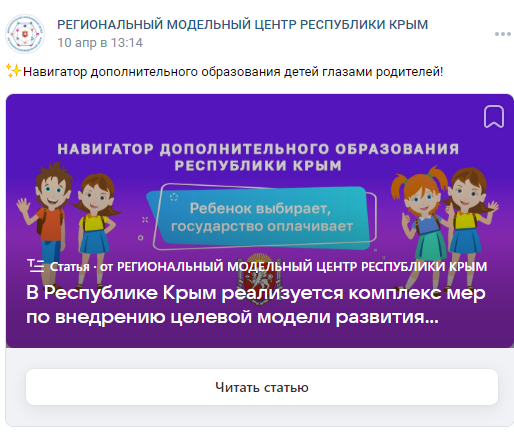 РЕГИОНАЛЬНЫЙ МОДЕЛЬНЫЙ ЦЕНТР РЕСПУБЛИКИ КРЫМ
10 апр в 13:14
✨Навигатор дополнительного образования детей глазами родителей!
НАВИГАТОР ДОПОЛНИТЕЛЬНОГО ОБРАЗОВАНИЯ
РЕСПУБЛИКИ КРЫМ
Ребенок выбирает,
государство оплачивает
Статья · от РЕГИОНАЛЬНЫЙ МОДЕЛЬНЫЙ ЦЕНТР РЕСПУБЛИКИ КРЫМ
В Республике Крым реализуется комплекс мер
по внедрению целевой модели развития...
Читать статью